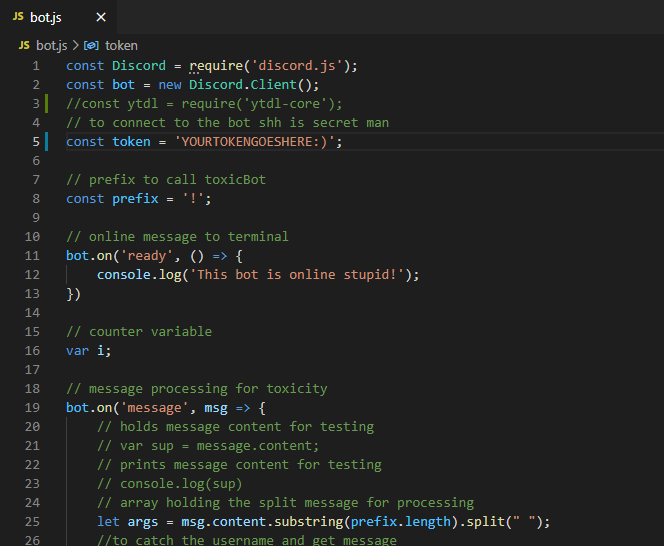 JS bot.js ×
JS bot.js > token
1 const Discord = require('discord.js');
2 const bot = new Discord.Client();
3 //const ytdl = require('ytdl-core');
4 // to connect to the bot shh is secret man
5 const token = 'YOURTOKENGOESHERE:)';
6
7 // prefix to call toxicBot
8 const prefix = '!';
9
10 // online message to terminal
11 bot.on('ready', () => {
12     console.log('This bot is online stupid!');
13 })
14
15 // counter variable
16 var i;
17
18 // message processing for toxicity
19 bot.on('message', msg => {
20     // holds message content for testing
21     // var sup = message.content;
22     // prints message content for testing
23     // console.log(sup)
24     // array holding the split message for processing
25     let args = msg.content.substring(prefix.length).split(" ");
26     //to catch the username and get message